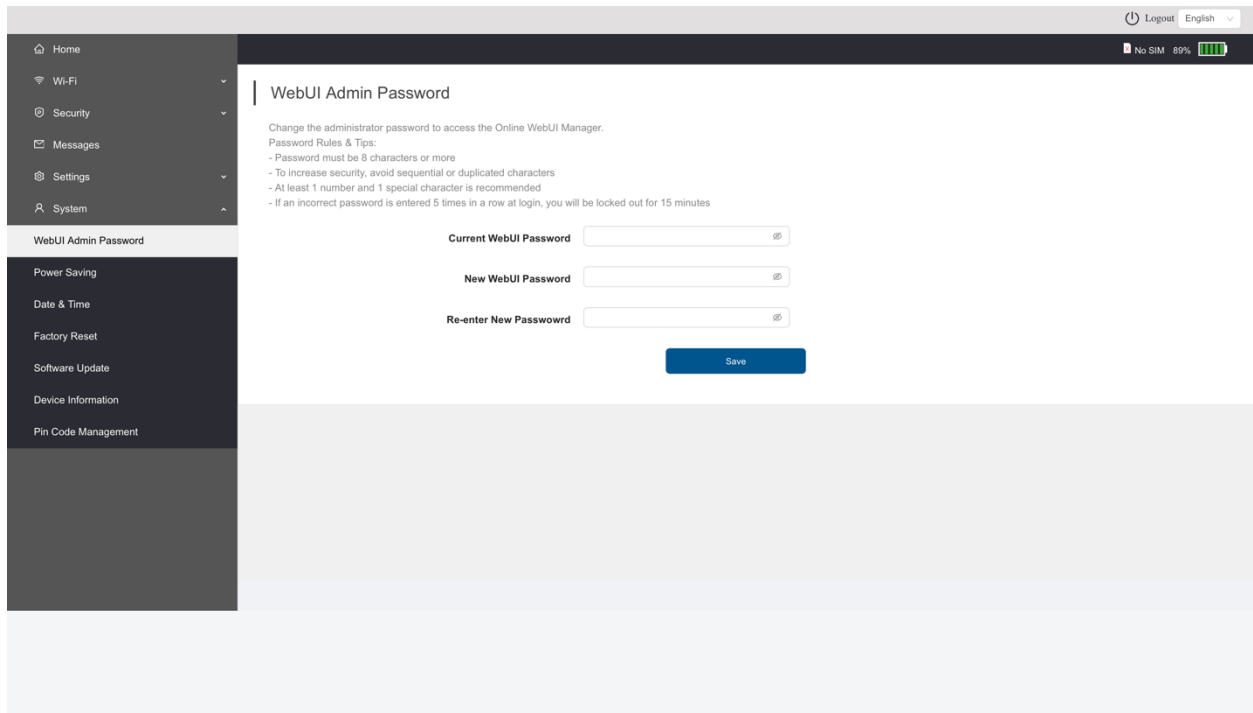 Logout English
Home
No SIM 89%
Wi-Fi
Security
Messages
Settings
System
WebUI Admin Password
Power Saving
Date & Time
Factory Reset
Software Update
Device Information
Pin Code Management
WebUI Admin Password
Change the administrator password to access the Online WebUI Manager.
Password Rules & Tips:
- Password must be 8 characters or more
- To increase security, avoid sequential or duplicated characters
- At least 1 number and 1 special character is recommended
- If an incorrect password is entered 5 times in a row at login, you will be locked out for 15 minutes
Current WebUI Password
New WebUI Password
Re-enter New Passwowrd
Save